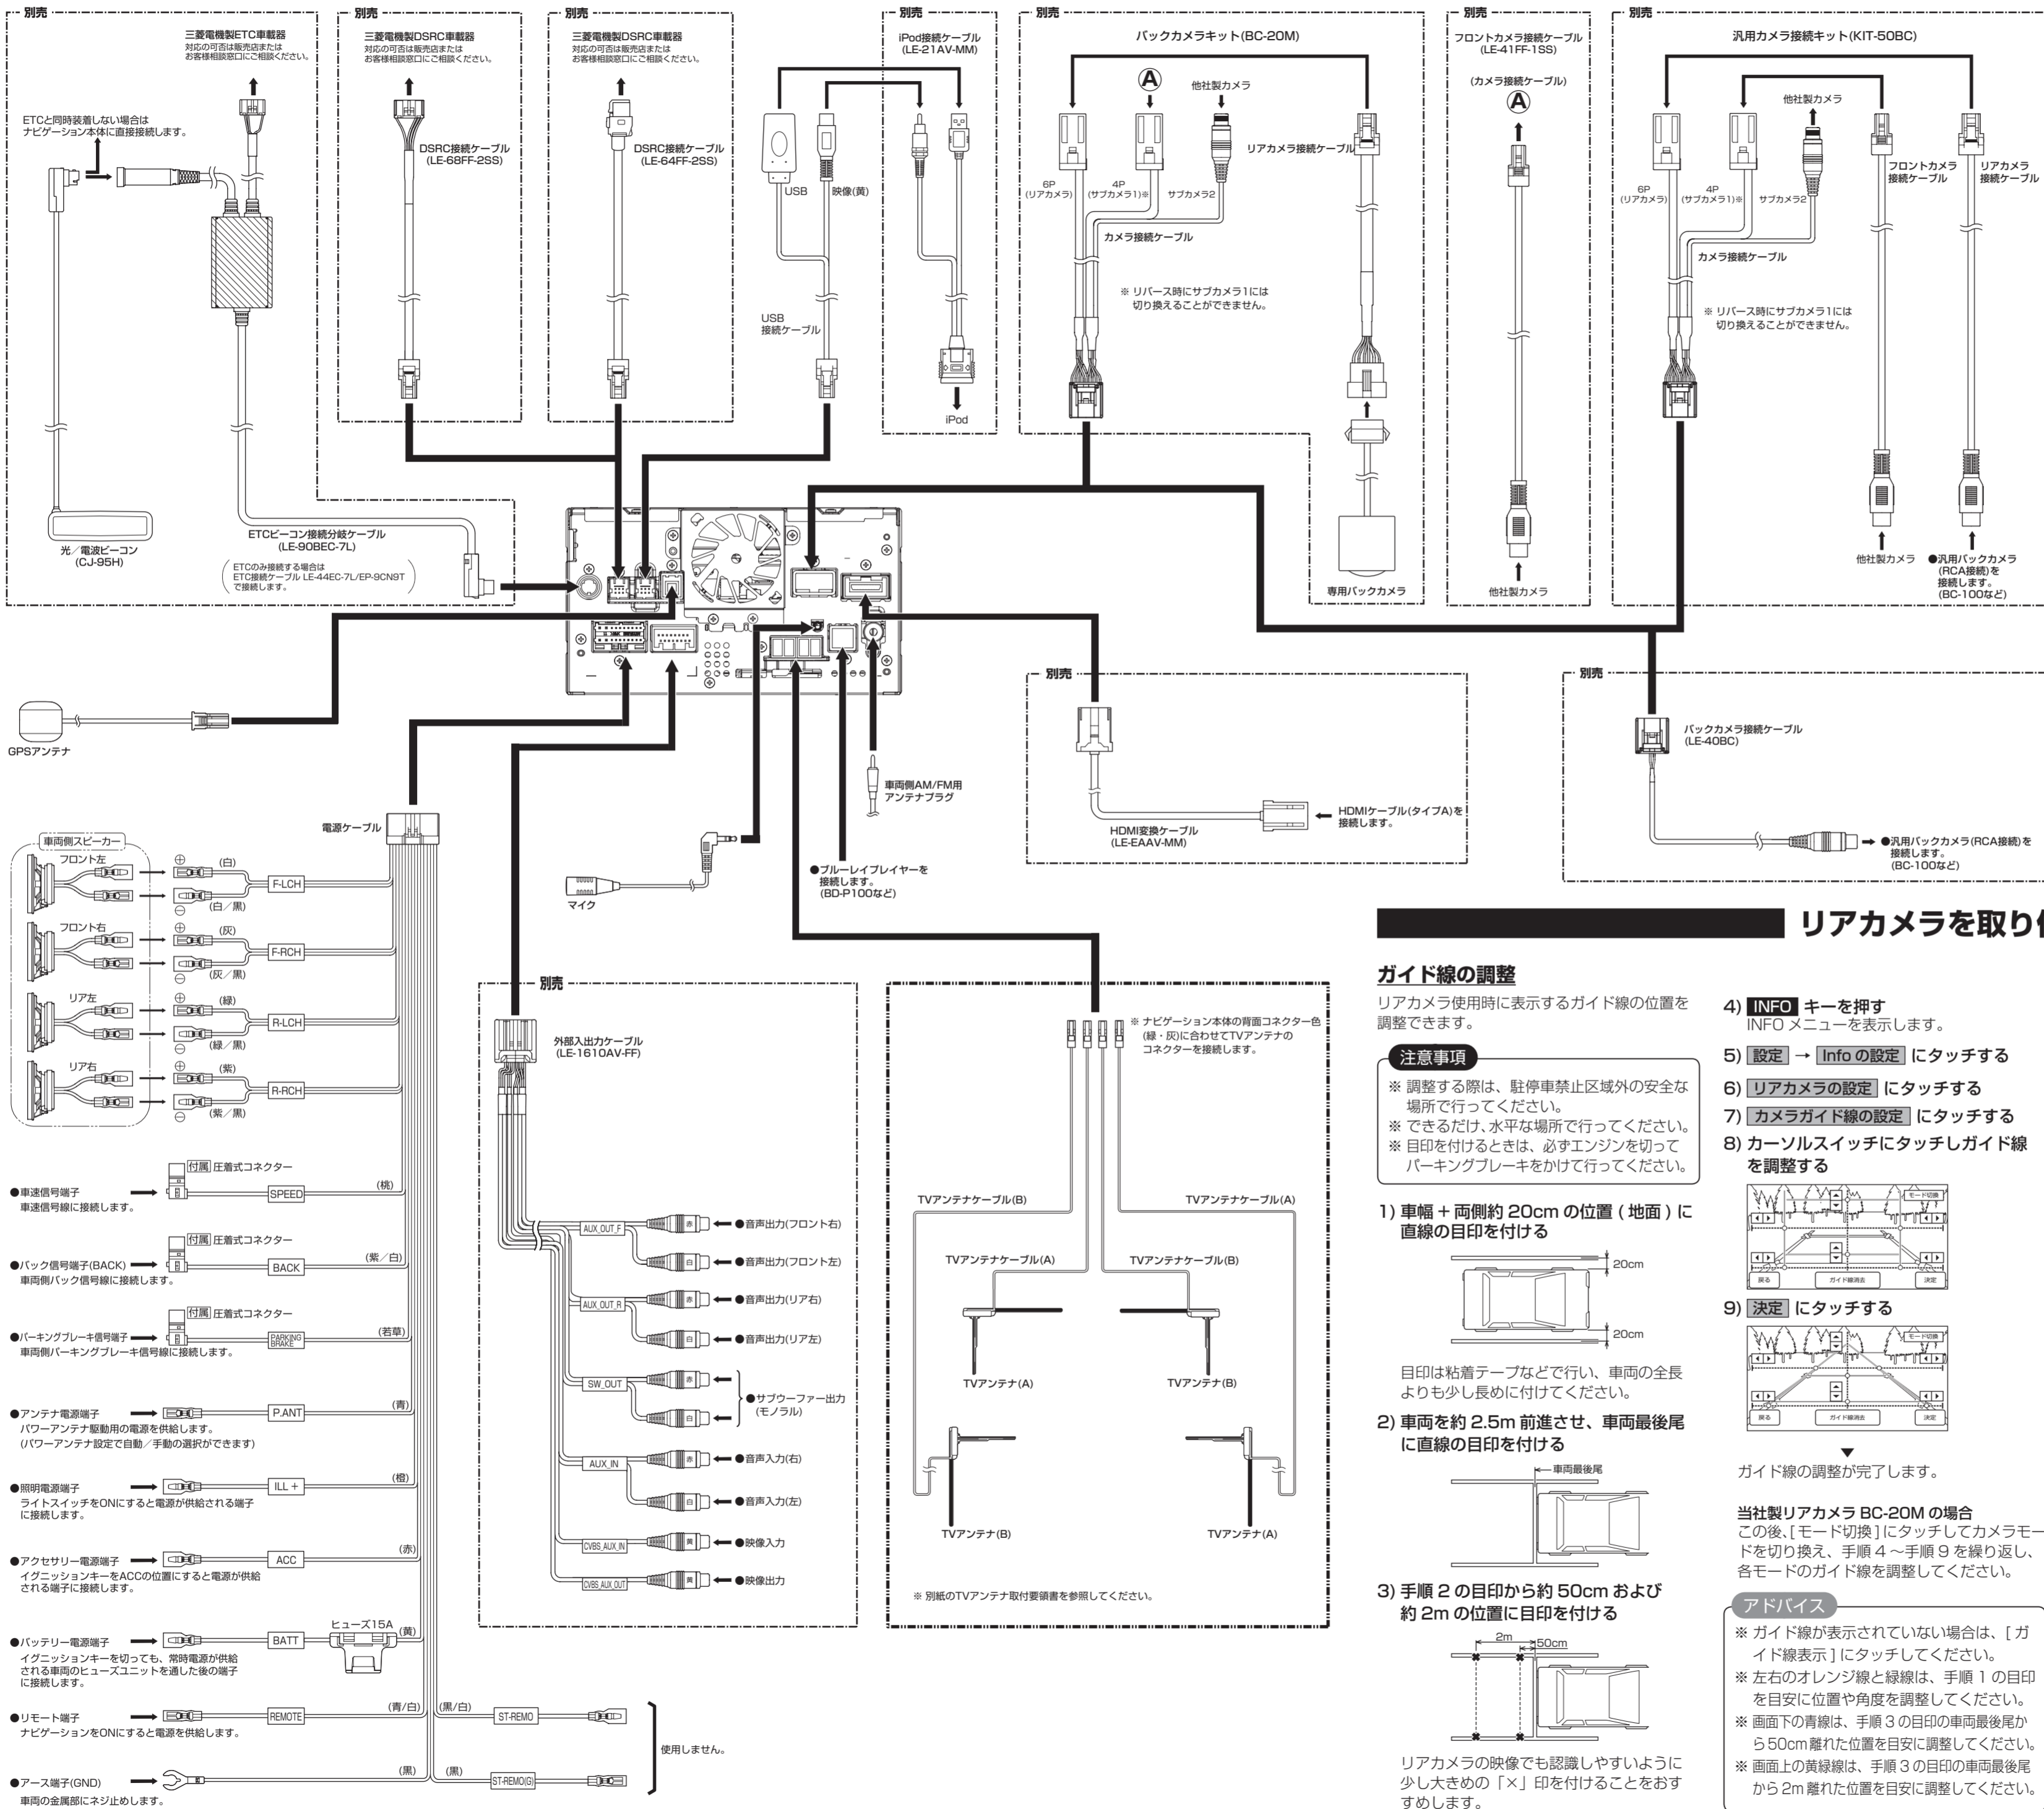 別売
三菱電機製ETC車載器
対応の可否は販売店または
お客様相談窓口にご相談ください。
ETCと同時装着しない場合は
ナビゲーション本体に直接接続します。
光／電波ビーコン
(CJ-95H)
ETCビーコン接続分岐ケーブル
(LE-90BEC-7L)
ETCのみ接続する場合は
ETC接続ケーブル LE-44EC-7L/EP-9CN9T
で接続します。
別売
三菱電機製DSRC車載器
対応の可否は販売店または
お客様相談窓口にご相談ください。
DSRC接続ケーブル
(LE-68FF-2SS)
別売
三菱電機製DSRC車載器
対応の可否は販売店または
お客様相談窓口にご相談ください。
DSRC接続ケーブル
(LE-64FF-2SS)
USB
映像(黄)
USB
接続ケーブル
別売
iPod接続ケーブル
(LE-21AV-MM)
iPod
別売
バックカメラキット(BC-20M)
A
他社製カメラ
リアカメラ接続ケーブル
6P
(リアカメラ)
4P
(サブカメラ1)※
サブカメラ2
カメラ接続ケーブル
※ リバース時にサブカメラ1には
切り換えることができません。
専用バックカメラ
別売
フロントカメラ接続ケーブル
(LE-41FF-1SS)
(カメラ接続ケーブル)
A
他社製カメラ
別売
汎用カメラ接続キット(KIT-50BC)
他社製カメラ
6P
(リアカメラ)
4P
(サブカメラ1)※
サブカメラ2
フロントカメラ
接続ケーブル
リアカメラ
接続ケーブル
カメラ接続ケーブル
※ リバース時にサブカメラ1には
切り換えることができません。
他社製カメラ
●汎用バックカメラ
(RCA接続)を
接続します。
(BC-100など)
GPSアンテナ
車両側AM/FM用
アンテナプラグ
マイク
●ブルーレイプレイヤーを
接続します。
(BD-P100など)
別売
HDMI変換ケーブル
(LE-EAAV-MM)
HDMIケーブル(タイプA)を
接続します。
別売
バックカメラ接続ケーブル
(LE-40BC)
●汎用バックカメラ(RCA接続)を
接続します。
(BC-100など)
電源ケーブル
車両側スピーカー
フロント左
⊕
(白)
F-LCH
(白／黒)
⊖
フロント右
⊕
(灰)
F-RCH
(灰／黒)
⊖
リア左
⊕
(緑)
R-LCH
(緑／黒)
⊖
リア右
⊕
(紫)
R-RCH
(紫／黒)
⊖
付属 圧着式コネクター
●車速信号端子
車速信号線に接続します。
SPEED
(桃)
付属 圧着式コネクター
●バック信号端子(BACK)
車両側バック信号線に接続します。
BACK
(紫／白)
付属 圧着式コネクター
●パーキングブレーキ信号端子
車両側パーキングブレーキ信号線に接続します。
PARKING
BRAKE
(若草)
●アンテナ電源端子
パワーアンテナ駆動用の電源を供給します。
(パワーアンテナ設定で自動／手動の選択ができます)
P.ANT
(青)
●照明電源端子
ライトスイッチをONにすると電源が供給される端子
に接続します。
ILL +
(橙)
●アクセサリー電源端子
イグニッションキーをACCの位置にすると電源が供給
される端子に接続します。
ACC
(赤)
●バッテリー電源端子
イグニッションキーを切っても、常時電源が供給
される車両のヒューズユニットを通した後の端子
に接続します。
BATT
ヒューズ15A
(黄)
●リモート端子
ナビゲーションをONにすると電源を供給します。
REMOTE
(青/白)
(黒/白)
ST-REMO
●アース端子(GND)
車両の金属部にネジ止めします。
(黒)
(黒)
ST-REMO(G)
使用しません。
別売
外部入出力ケーブル
(LE-1610AV-FF)
AUX_OUT_F
赤
●音声出力(フロント右)
白
●音声出力(フロント左)
AUX_OUT_R
赤
●音声出力(リア右)
白
●音声出力(リア左)
SW_OUT
赤
白
●サブウーファー出力
(モノラル)
AUX_IN
赤
●音声入力(右)
白
●音声入力(左)
CVBS_AUX_IN
黄
●映像入力
CVBS_AUX_OUT
黄
●映像出力
※ ナビゲーション本体の背面コネクター色
(緑・灰)に合わせてTVアンテナの
コネクターを接続します。
TVアンテナケーブル(B)
TVアンテナケーブル(A)
TVアンテナケーブル(A)
TVアンテナケーブル(B)
TVアンテナ(A)
TVアンテナ(B)
TVアンテナ(B)
TVアンテナ(A)
※ 別紙のTVアンテナ取付要領書を参照してください。
リアカメラを取り
ガイド線の調整
リアカメラ使用時に表示するガイド線の位置を
調整できます。
注意事項
※ 調整する際は、駐停車禁止区域外の安全な
場所で行ってください。
※ できるだけ、水平な場所で行ってください。
※ 目印を付けるときは、必ずエンジンを切って
パーキングブレーキをかけて行ってください。
1) 車幅 + 両側約 20cm の位置 ( 地面 ) に
直線の目印を付ける
20cm
20cm
目印は粘着テープなどで行い、車両の全長
よりも少し長めに付けてください。
2) 車両を約 2.5m 前進させ、車両最後尾
に直線の目印を付ける
車両最後尾
3) 手順 2 の目印から約 50cm および
約 2m の位置に目印を付ける
2m
50cm
リアカメラの映像でも認識しやすいように
少し大きめの「×」印を付けることをおす
すめします。
4) INFO キーを押す
INFO メニューを表示します。
5) 設定 → Info の設定 にタッチする
6) リアカメラの設定 にタッチする
7) カメラガイド線の設定 にタッチする
8) カーソルスイッチにタッチしガイド線
を調整する
モード切換
戻る
ガイド線消去
決定
9) 決定 にタッチする
モード切換
戻る
ガイド線消去
決定
▼
ガイド線の調整が完了します。
当社製リアカメラ BC-20M の場合
この後、[ モード切換 ] にタッチしてカメラモー
ドを切り換え、手順 4 ～手順 9 を繰り返し、
各モードのガイド線を調整してください。
アドバイス
※ ガイド線が表示されていない場合は、[ ガ
イド線表示 ] にタッチしてください。
※ 左右のオレンジ線と緑線は、手順 1 の目印
を目安に位置や角度を調整してください。
※ 画面下の青線は、手順 3 の目印の車両最後尾か
ら 50cm 離れた位置を目安に調整してください。
※ 画面上の黄緑線は、手順 3 の目印の車両最後尾
から 2m 離れた位置を目安に調整してください。